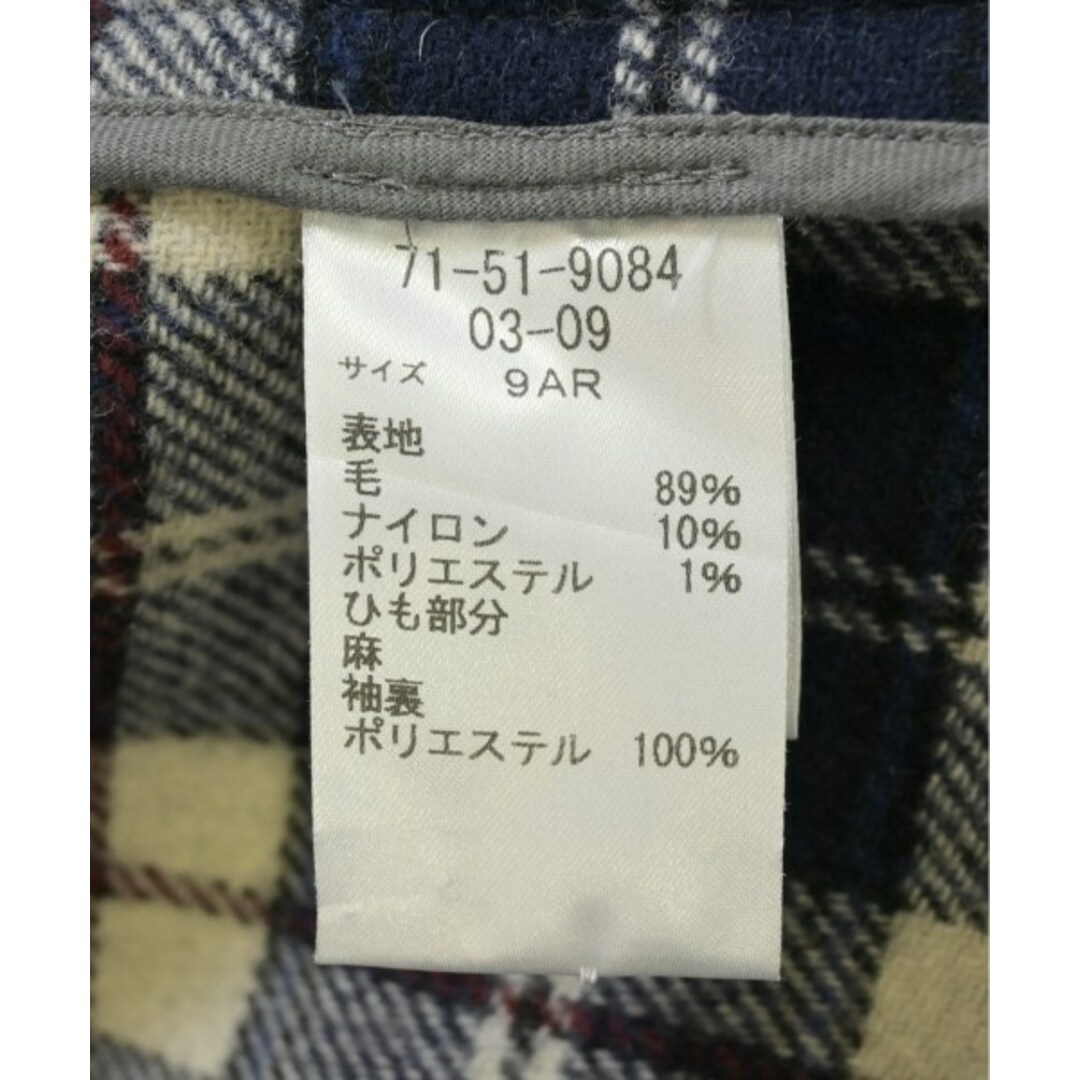 71-51-9084
03-09
サイズ 9AR
表地
毛 89%
ナイロン 10%
ポリエステル 1%
ひも部分
麻
袖裏
ポリエステル 100%